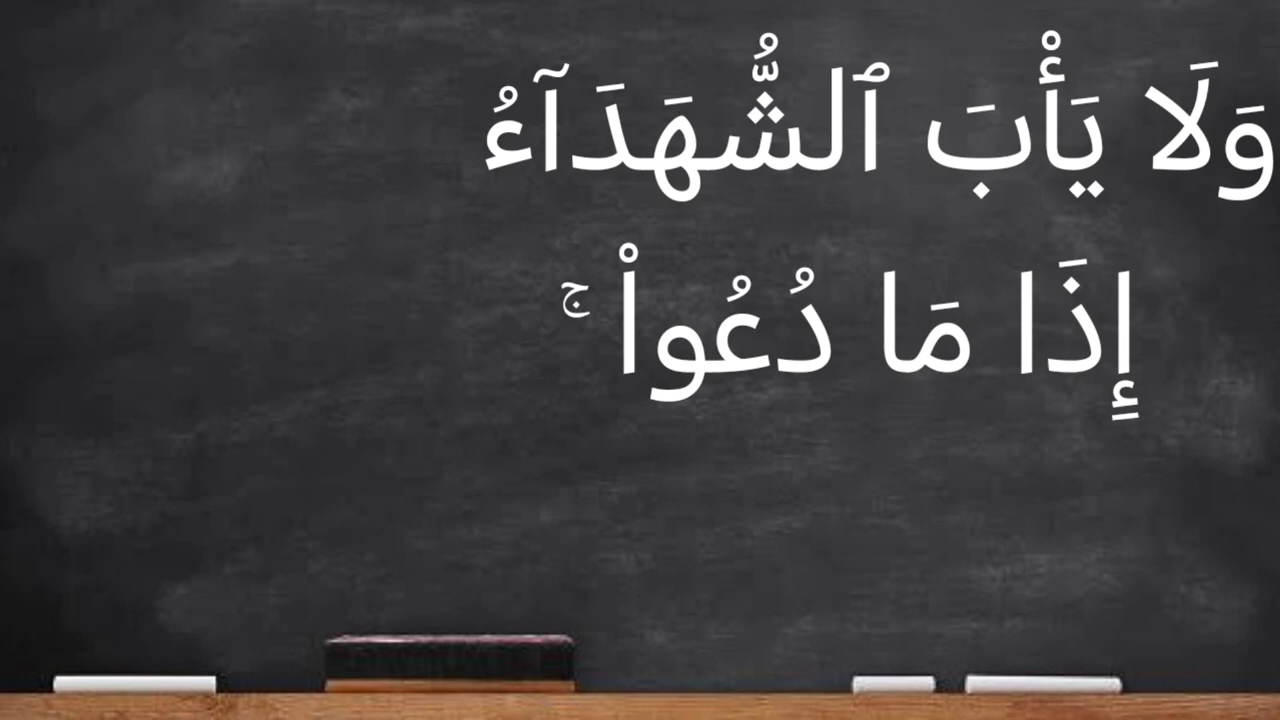 وَلَا يَأْبَ ٱلشُّهَدَآءُ
إِذَا مَا دُعُوا۟ ۚ